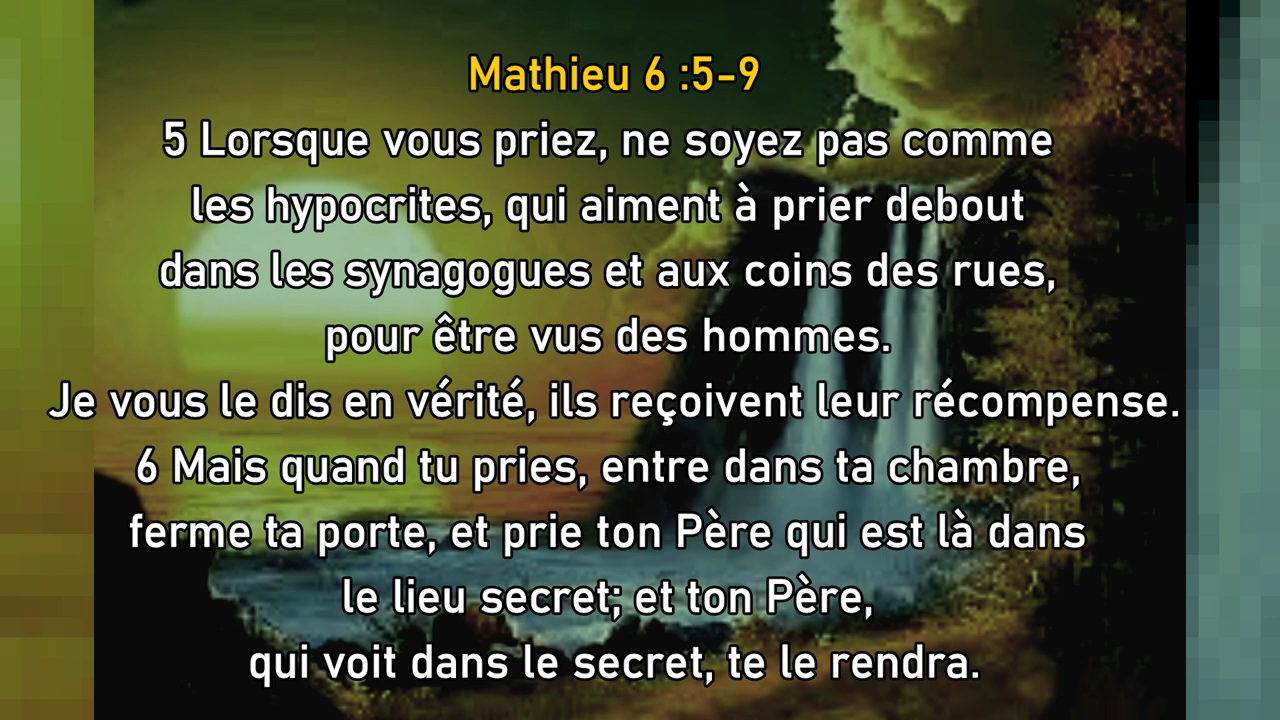 Mathieu 6 :5-9
5 Lorsque vous priez, ne soyez pas comme
les hypocrites, qui aiment à prier debout
dans les synagogues et aux coins des rues,
pour être vus des hommes.
Je vous le dis en vérité, ils reçoivent leur récompense.
6 Mais quand tu pries, entre dans ta chambre,
ferme ta porte, et prie ton Père qui est là dans
le lieu secret; et ton Père,
qui voit dans le secret, te le rendra.